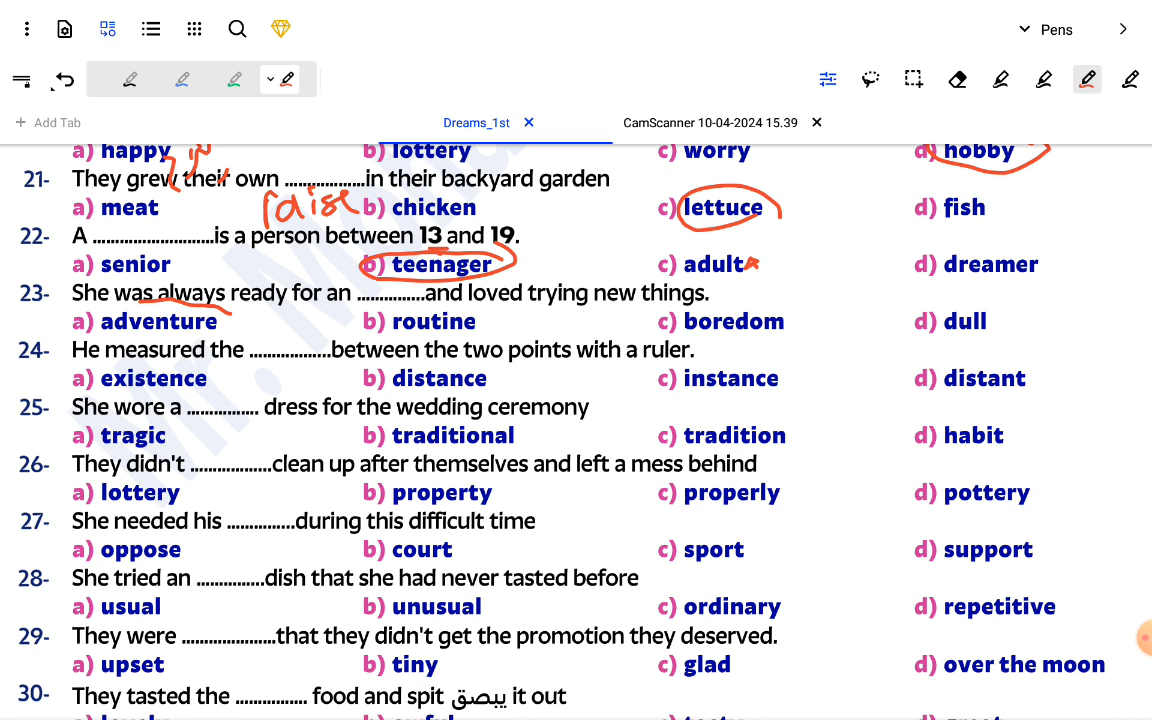 Pens
+ Add Tab
Dreams_1st ×
CamScanner 10-04-2024 15.39 ×
a) happy b) lottery c) worry d) hobby
21- They grew their own ................in their backyard garden
raise
a) meat b) chicken c) lettuce d) fish
22- A ........................is a person between 13 and 19.
a) senior b) teenager c) adult d) dreamer
23- She was always ready for an ..............and loved trying new things.
a) adventure b) routine c) boredom d) dull
24- He measured the .................between the two points with a ruler.
a) existence b) distance c) instance d) distant
25- She wore a ............... dress for the wedding ceremony
a) tragic b) traditional c) tradition d) habit
26- They didn't .................clean up after themselves and left a mess behind
a) lottery b) property c) properly d) pottery
27- She needed his ..............during this difficult time
a) oppose b) court c) sport d) support
28- She tried an ..............dish that she had never tasted before
a) usual b) unusual c) ordinary d) repetitive
29- They were ....................that they didn't get the promotion they deserved.
a) upset b) tiny c) glad d) over the moon
30- They tasted the ............... food and spit يبصق it out